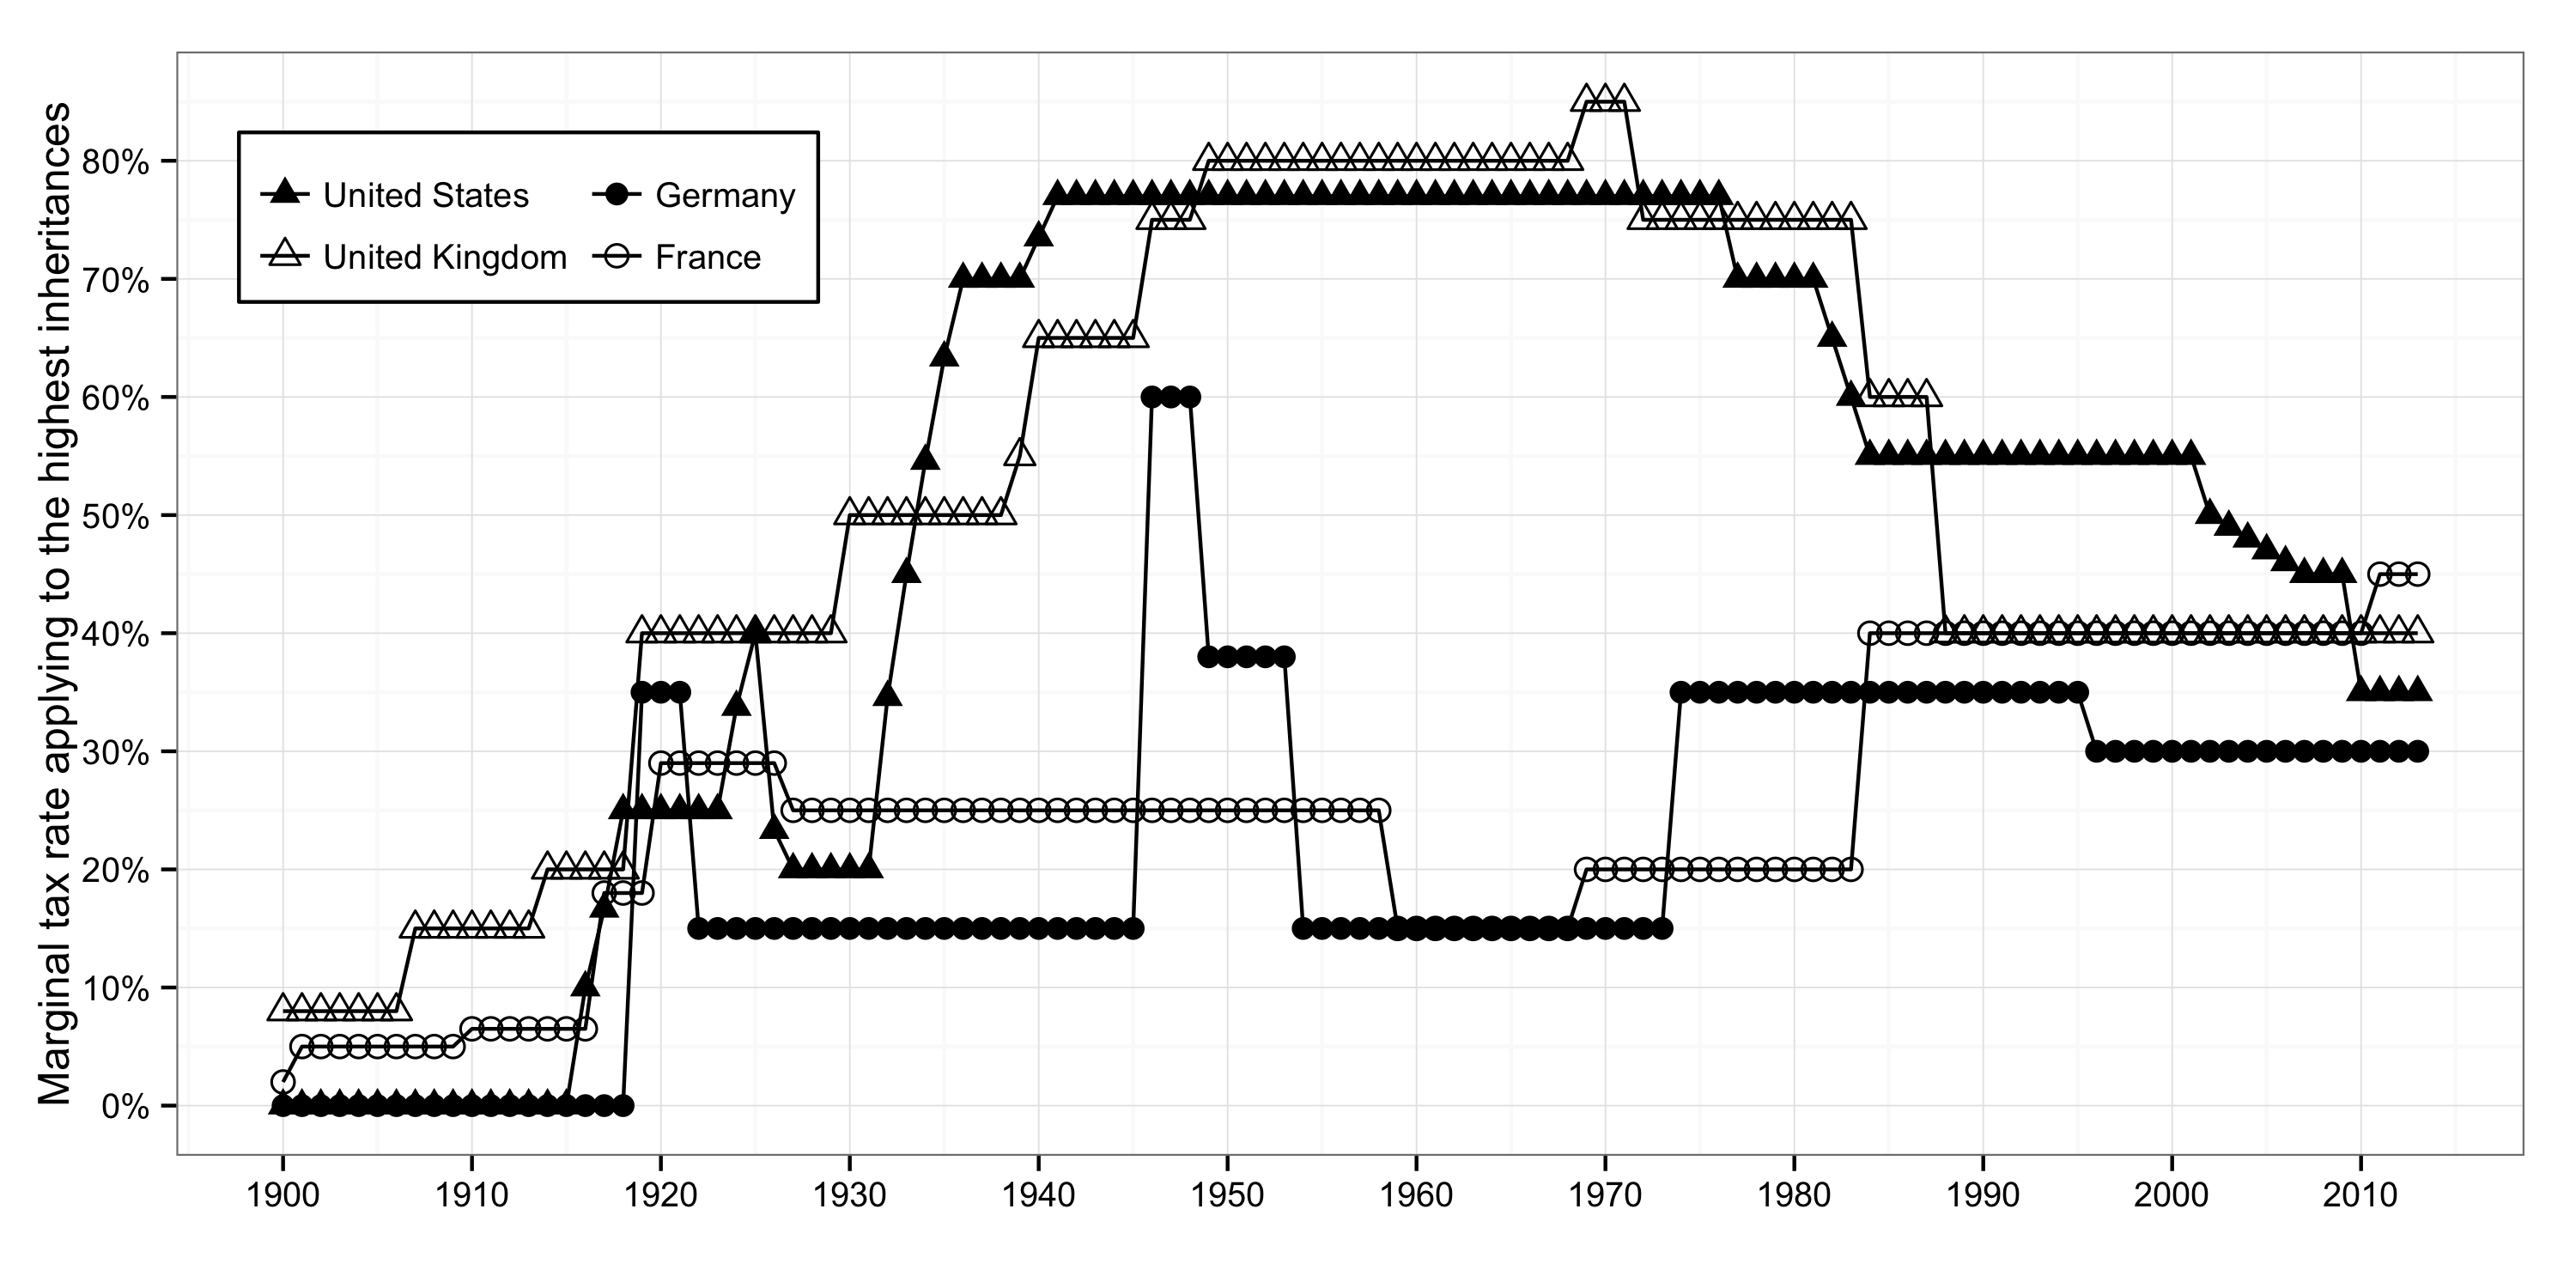 Marginal tax rate applying to the highest inheritances
80%
70%
60%
50%
40%
30%
20%
10%
0%
United States
Germany
United Kingdom
France
1900 1910 1920 1930 1940 1950 1960 1970 1980 1990 2000 2010